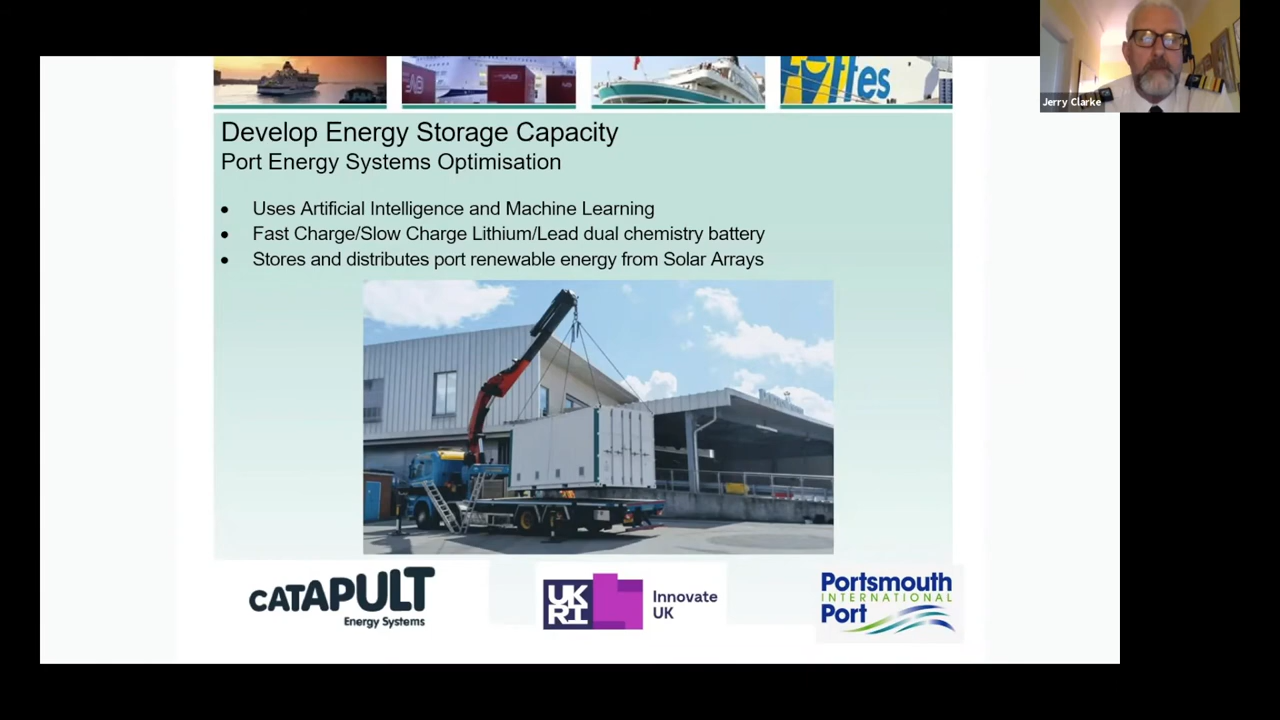 Jerry Clarke
Develop Energy Storage Capacity
Port Energy Systems Optimisation
• Uses Artificial Intelligence and Machine Learning
• Fast Charge/Slow Charge Lithium/Lead dual chemistry battery
• Stores and distributes port renewable energy from Solar Arrays
CATAPULT
Energy Systems
UK
RI
Innovate
UK
Portsmouth
INTERNATIONAL
Port